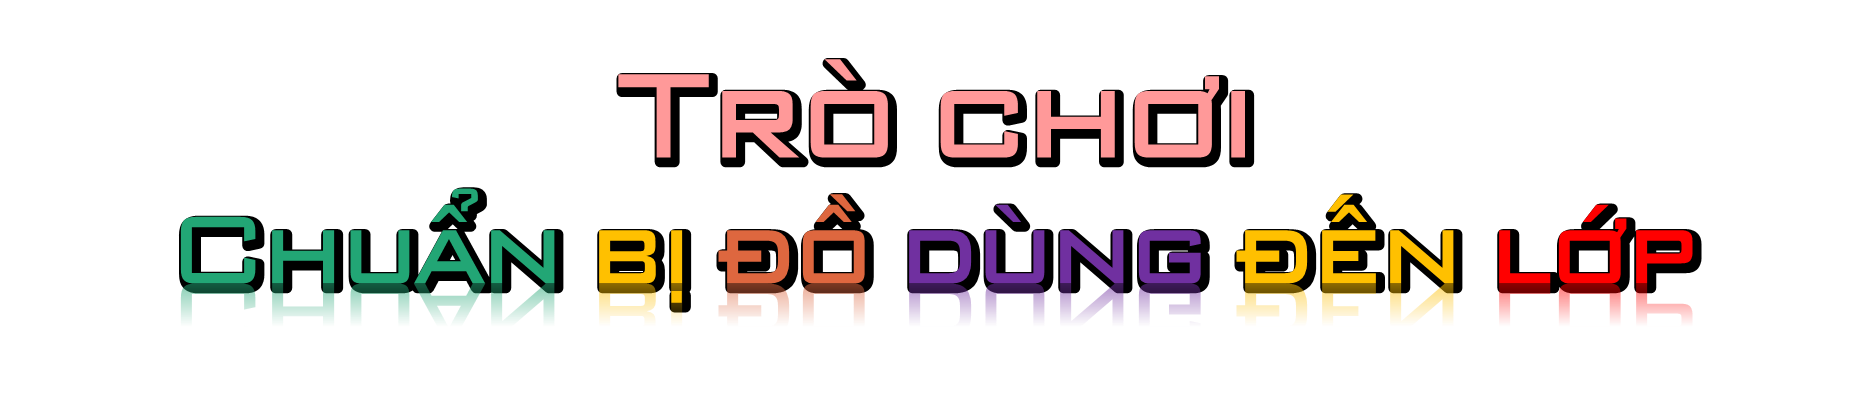 Trò chơi
Chuẩn bị đồ dùng đến lớp